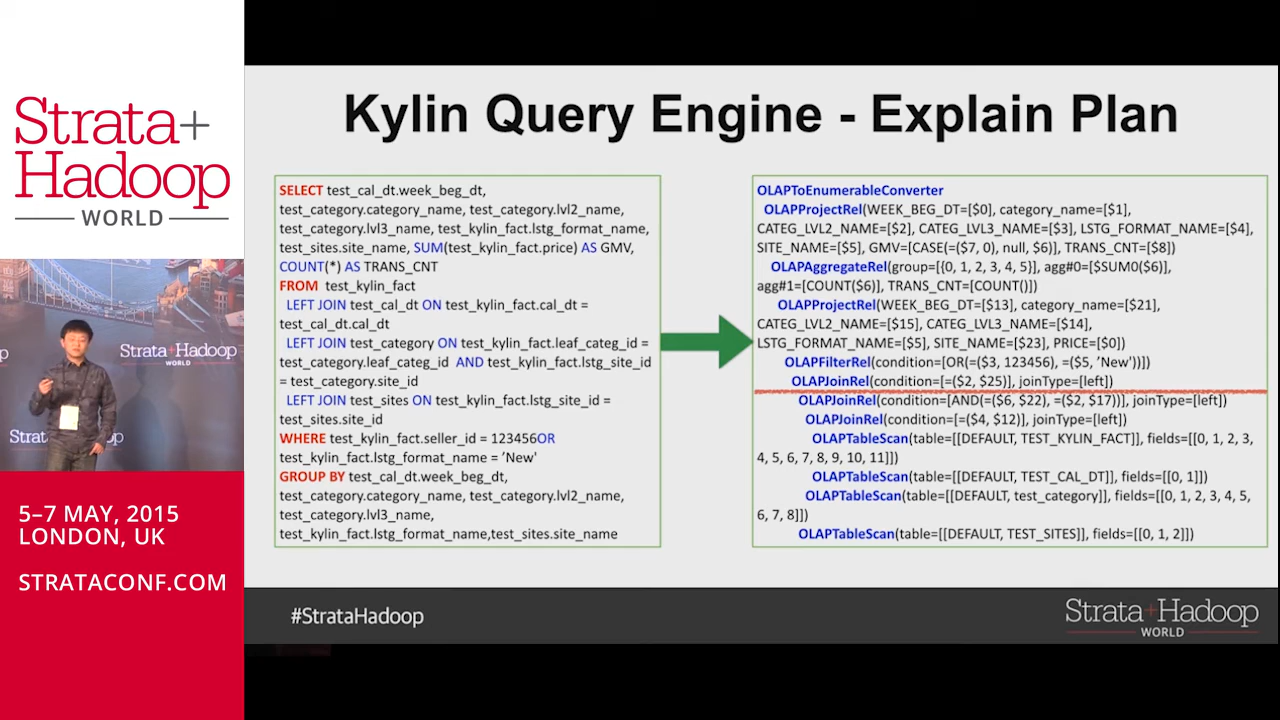 Strata+
Hadoop
WORLD
Strata+Hadoop
WORLD
Strata
5–7 MAY, 2015
LONDON, UK
STRATACONF.COM
Kylin Query Engine - Explain Plan
SELECT test_cal_dt.week_beg_dt,
test_category.category_name, test_category.lvl2_name,
test_category.lvl3_name, test_kylin_fact.lstg_format_name,
test_sites.site_name, SUM(test_kylin_fact.price) AS GMV,
COUNT(*) AS TRANS_CNT
FROM test_kylin_fact
LEFT JOIN test_cal_dt ON test_kylin_fact.cal_dt =
test_cal_dt.cal_dt
LEFT JOIN test_category ON test_kylin_fact.leaf_categ_id =
test_category.leaf_categ_id AND test_kylin_fact.lstg_site_id
= test_category.site_id
LEFT JOIN test_sites ON test_kylin_fact.lstg_site_id =
test_sites.site_id
WHERE test_kylin_fact.seller_id = 123456OR
test_kylin_fact.lstg_format_name = ’New'
GROUP BY test_cal_dt.week_beg_dt,
test_category.category_name, test_category.lvl2_name,
test_category.lvl3_name,
test_kylin_fact.lstg_format_name,test_sites.site_name
OLAPToEnumerableConverter
OLAPProjectRel(WEEK_BEG_DT=[$0], category_name=[$1],
CATEG_LVL2_NAME=[$2], CATEG_LVL3_NAME=[$3], LSTG_FORMAT_NAME=[$4],
SITE_NAME=[$5], GMV=[CASE(=($7, 0), null, $6)], TRANS_CNT=[$8])
OLAPAggregateRel(group=[{0, 1, 2, 3, 4, 5}], agg#0=[$SUM0($6)],
agg#1=[COUNT($6)], TRANS_CNT=[COUNT()])
OLAPProjectRel(WEEK_BEG_DT=[$13], category_name=[$21],
CATEG_LVL2_NAME=[$15], CATEG_LVL3_NAME=[$14],
LSTG_FORMAT_NAME=[$5], SITE_NAME=[$23], PRICE=[$0])
OLAPFilterRel(condition=[OR(=($3, 123456), =($5, ’New'))])
OLAPJoinRel(condition=[=($2, $25)], joinType=[left])
OLAPJoinRel(condition=[AND(=($6, $22), =($2, $17))], joinType=[left])
OLAPJoinRel(condition=[=($4, $12)], joinType=[left])
OLAPTableScan(table=[[DEFAULT, TEST_KYLIN_FACT]], fields=[[0, 1, 2, 3,
4, 5, 6, 7, 8, 9, 10, 11]])
OLAPTableScan(table=[[DEFAULT, TEST_CAL_DT]], fields=[[0, 1]])
OLAPTableScan(table=[[DEFAULT, test_category]], fields=[[0, 1, 2, 3, 4, 5,
6, 7, 8]])
OLAPTableScan(table=[[DEFAULT, TEST_SITES]], fields=[[0, 1, 2]])
#StrataHadoop
Strata+Hadoop
WORLD